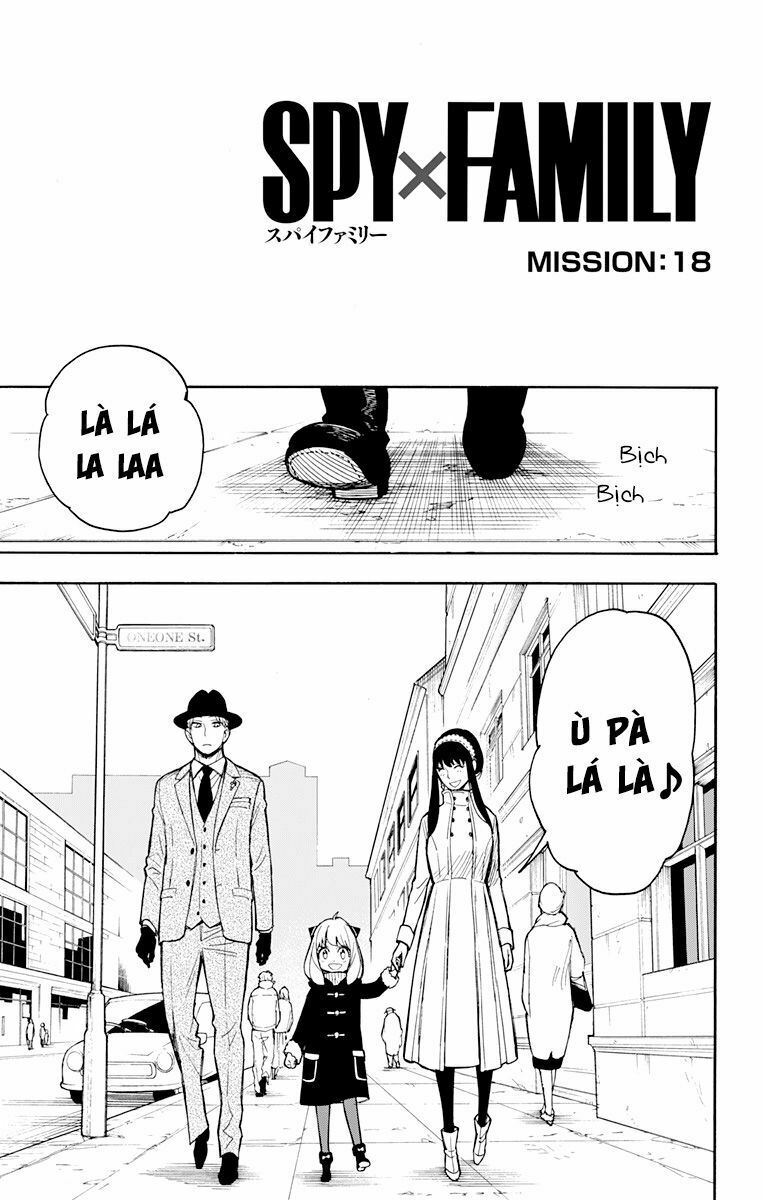 SPY×FAMILY
スパイファミリー
MISSION:18
LÀ LÁ
LA LAA
Bịch
Bịch
ONEONE St.
Ù PÀ
LÁ LÀ♪